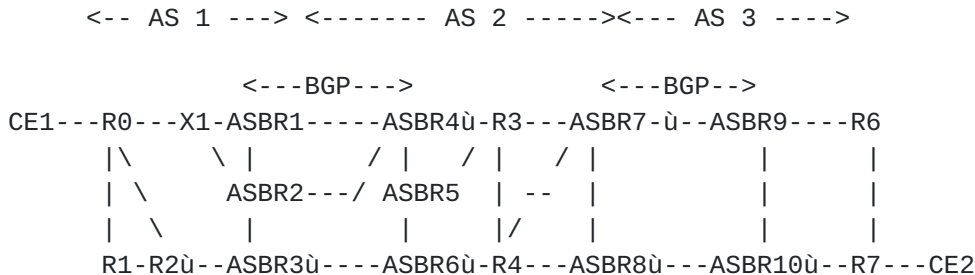 <-- AS 1 ---> <------- AS 2 -----><--- AS 3 ---->
<---BGP---> <---BGP-->
CE1---R0---X1-ASBR1-----ASBR4ù-R3---ASBR7-ù--ASBR9----R6
|\ \ | / | / | / | | |
| \ ASBR2---/ ASBR5 | -- | | |
| \ | | |/ | | |
R1-R2ù--ASBR3ù----ASBR6ù-R4---ASBR8ù---ASBR10ù--R7---CE2